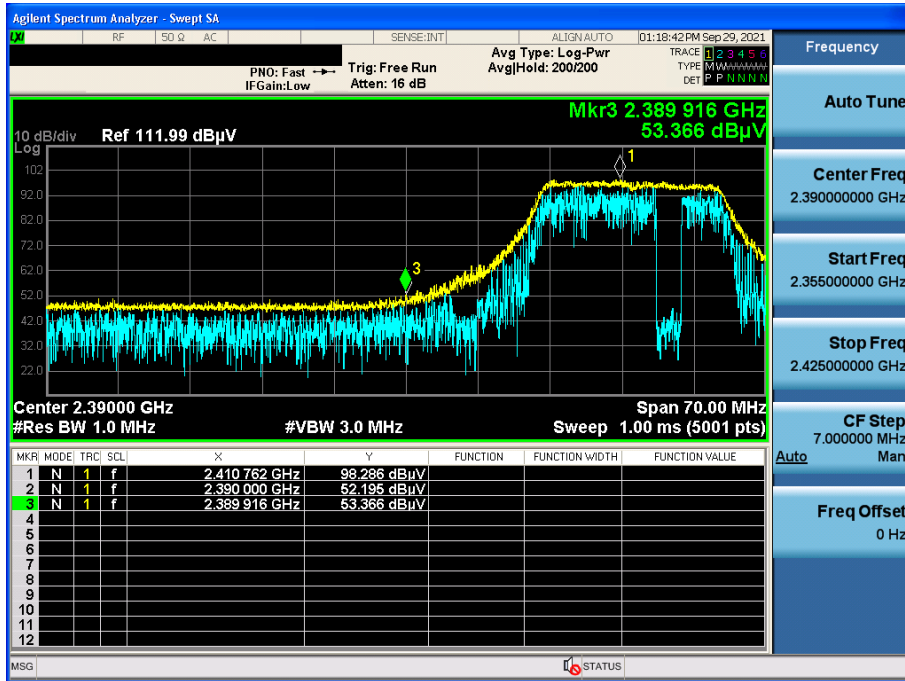 Agilent Spectrum Analyzer - Swept SA
LXI RF 50 Ω AC SENSE:INT ALIGN AUTO 01:18:42 PM Sep 29, 2021
PNO: Fast Trig: Free Run Avg Type: Log-Pwr TRACE 1 2 3 4 5 6
IFGain:Low Atten: 16 dB Avg|Hold: 200/200 TYPE M W W W W W
DET P P N N N N
Mkr3 2.389 916 GHz
53.366 dBµV
10 dB/div Ref 111.99 dBµV
Log
102
92.0
82.0
72.0
62.0
52.0
42.0
32.0
22.0
1
3
Center 2.39000 GHz Span 70.00 MHz
#Res BW 1.0 MHz #VBW 3.0 MHz Sweep 1.00 ms (5001 pts)
MKR MODE TRC SCL X Y FUNCTION FUNCTION WIDTH FUNCTION VALUE
1 N 1 f 2.410 762 GHz 98.286 dBµV
2 N 1 f 2.390 000 GHz 52.195 dBµV
3 N 1 f 2.389 916 GHz 53.366 dBµV
4
5
6
7
8
9
10
11
12
MSG STATUS
Frequency
Auto Tune
Center Freq
2.390000000 GHz
Start Freq
2.355000000 GHz
Stop Freq
2.425000000 GHz
CF Step
7.000000 MHz
Auto Man
Freq Offset
0 Hz